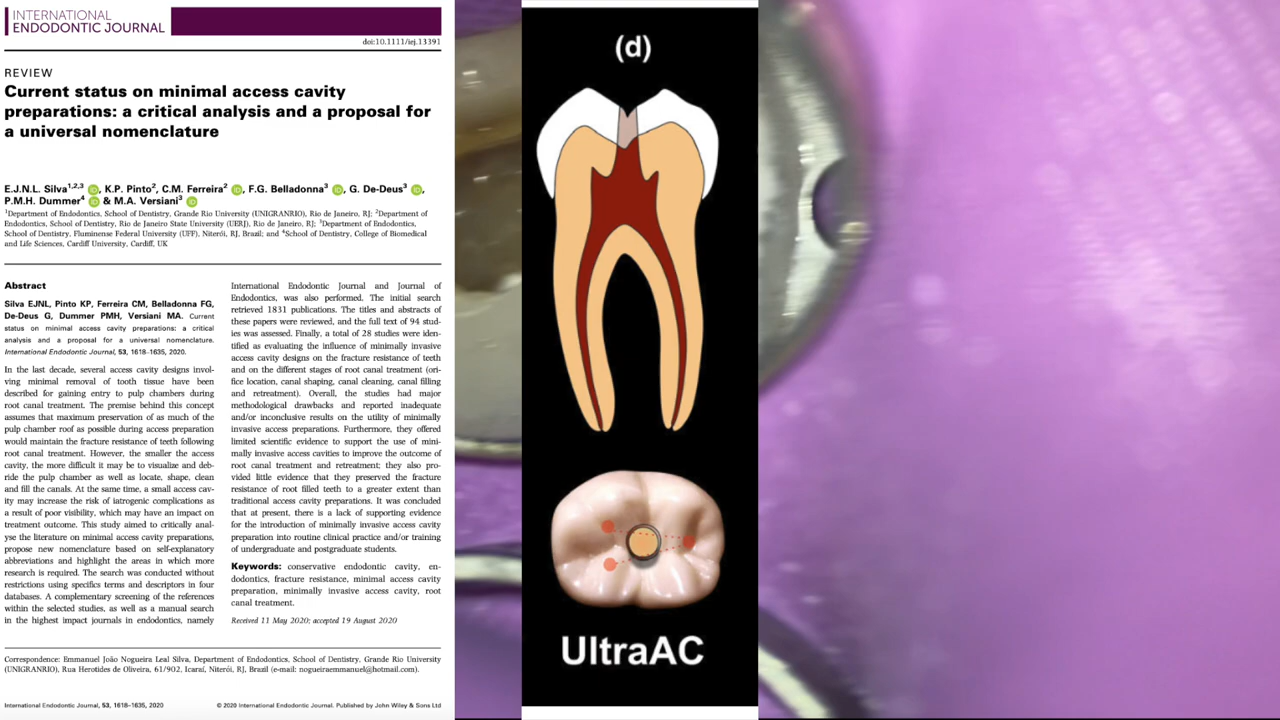 INTERNATIONAL
ENDODONTIC JOURNAL
doi:10.1111/iej.13391
REVIEW
Current status on minimal access cavity
preparations: a critical analysis and a proposal for
a universal nomenclature
E.J.N.L. Silva1,2,3 iD, K.P. Pinto2, C.M. Ferreira2 iD, F.G. Belladonna3 iD, G. De-Deus3 iD,
P.M.H. Dummer4 iD & M.A. Versiani3 iD
1Department of Endodontics, School of Dentistry, Grande Rio University (UNIGRANRIO), Rio de Janeiro, RJ; 2Department of
Endodontics, School of Dentistry, Rio de Janeiro State University (UERJ), Rio de Janeiro, RJ; 3Department of Endodontics,
School of Dentistry, Fluminense Federal University (UFF), Niterói, RJ, Brazil; and 4School of Dentistry, College of Biomedical
and Life Sciences, Cardiff University, Cardiff, UK
Abstract
Silva EJNL, Pinto KP, Ferreira CM, Belladonna FG,
De-Deus G, Dummer PMH, Versiani MA. Current
status on minimal access cavity preparations: a critical
analysis and a proposal for a universal nomenclature.
International Endodontic Journal, 53, 1618–1635, 2020.
In the last decade, several access cavity designs invol-
ving minimal removal of tooth tissue have been
described for gaining entry to pulp chambers during
root canal treatment. The premise behind this concept
assumes that maximum preservation of as much of the
pulp chamber roof as possible during access preparation
would maintain the fracture resistance of teeth following
root canal treatment. However, the smaller the access
cavity, the more difficult it may be to visualize and deb-
ride the pulp chamber as well as locate, shape, clean
and fill the canals. At the same time, a small access cav-
ity may increase the risk of iatrogenic complications as
a result of poor visibility, which may have an impact on
treatment outcome. This study aimed to critically anal-
yse the literature on minimal access cavity preparations,
propose new nomenclature based on self-explanatory
abbreviations and highlight the areas in which more
research is required. The search was conducted without
restrictions using specifics terms and descriptors in four
databases. A complementary screening of the references
within the selected studies, as well as a manual search
in the highest impact journals in endodontics, namely
International Endodontic Journal and Journal of
Endodontics, was also performed. The initial search
retrieved 1831 publications. The titles and abstracts of
these papers were reviewed, and the full text of 94 stud-
ies was assessed. Finally, a total of 28 studies were iden-
tified as evaluating the influence of minimally invasive
access cavity designs on the fracture resistance of teeth
and on the different stages of root canal treatment (ori-
fice location, canal shaping, canal cleaning, canal filling
and retreatment). Overall, the studies had major
methodological drawbacks and reported inadequate
and/or inconclusive results on the utility of minimally
invasive access preparations. Furthermore, they offered
limited scientific evidence to support the use of mini-
mally invasive access cavities to improve the outcome of
root canal treatment and retreatment; they also pro-
vided little evidence that they preserved the fracture
resistance of root filled teeth to a greater extent than
traditional access cavity preparations. It was concluded
that at present, there is a lack of supporting evidence
for the introduction of minimally invasive access cavity
preparation into routine clinical practice and/or training
of undergraduate and postgraduate students.
Keywords: conservative endodontic cavity, en-
dodontics, fracture resistance, minimal access cavity
preparation, minimally invasive access cavity, root
canal treatment.
Received 11 May 2020; accepted 19 August 2020
Correspondence: Emmanuel João Nogueira Leal Silva, Department of Endodontics, School of Dentistry, Grande Rio University
(UNIGRANRIO), Rua Herotides de Oliveira, 61/902, Icaraí, Niterói, RJ, Brazil (e-mail: nogueiraemmanuel@hotmail.com).
International Endodontic Journal, 53, 1618–1635, 2020
© 2020 International Endodontic Journal. Published by John Wiley & Sons Ltd
(d)
UltraAC